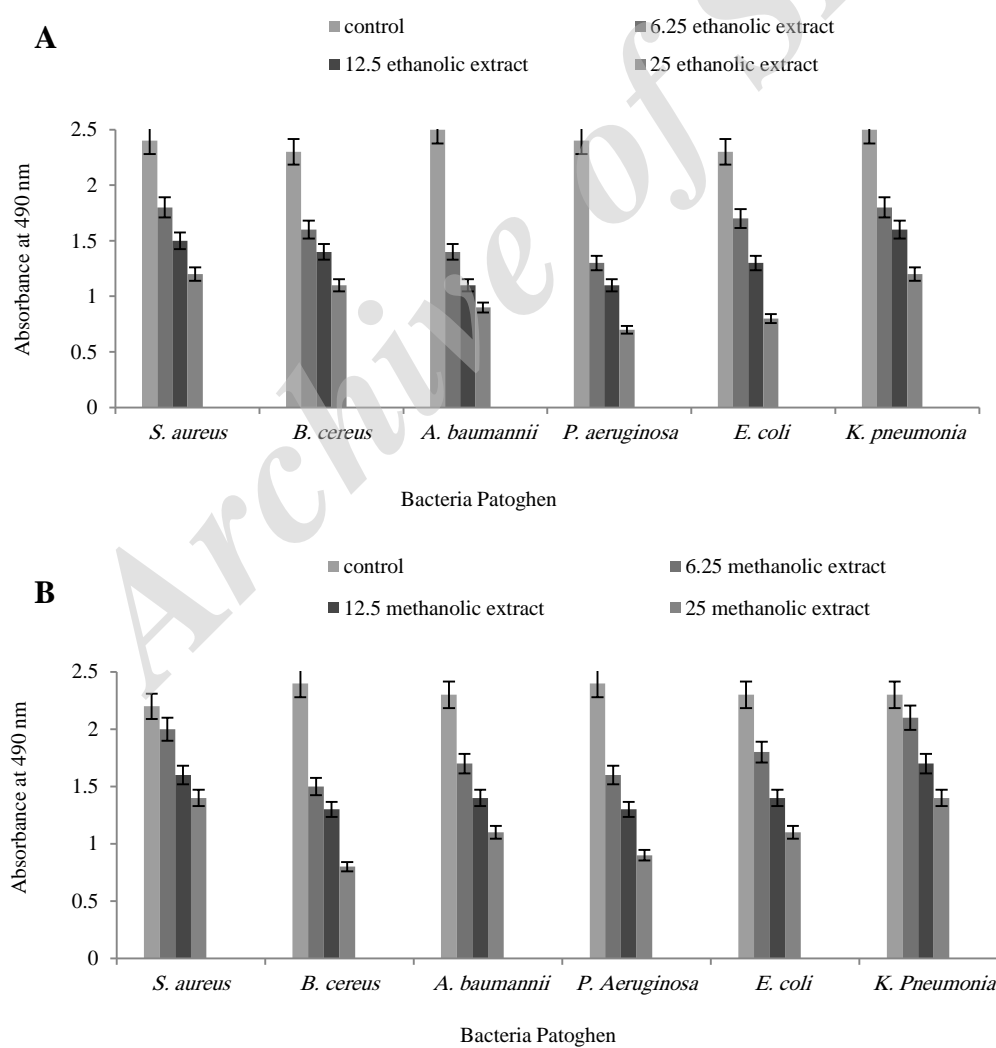 A
control
6.25 ethanolic extract
12.5 ethanolic extract
25 ethanolic extract
Absorbance at 490 nm
2.5
2
1.5
1
0.5
0
S. aureus B. cereus A. baumannii P. aeruginosa E. coli K. pneumonia
Bacteria Patoghen
B
control
6.25 methanolic extract
12.5 methanolic extract
25 methanolic extract
Absorbance at 490 nm
2.5
2
1.5
1
0.5
0
S. aureus B. cereus A. baumannii P. Aeruginosa E. coli K. Pneumonia
Bacteria Patoghen
Archive of